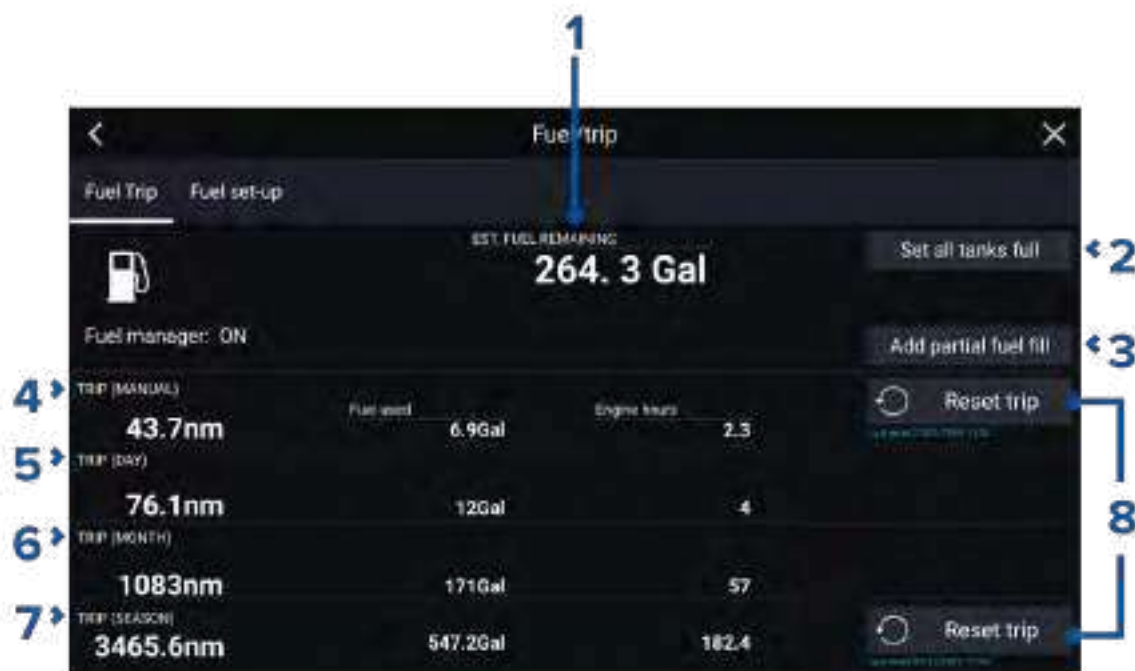 1
Fuel/trip
Fuel Trip Fuel set-up
EST. FUEL REMAINING
264. 3 Gal
Set all tanks full
2
Fuel manager: ON
Add partial fuel fill
3
4
TRIP (MANUAL)
Fuel used
Engine hours
Reset trip
43.7nm
6.9Gal
2.3
5
TRIP (DAY)
76.1nm
12Gal
4
8
6
TRIP (MONTH)
1083nm
171Gal
57
7
TRIP (SEASON)
3465.6nm
547.2Gal
182.4
Reset trip